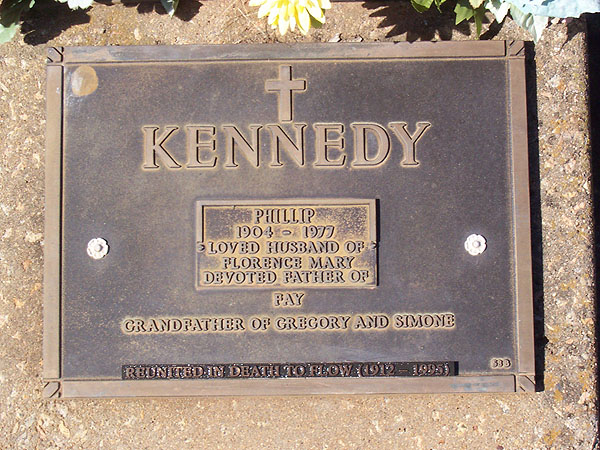 KENNEDY
PHILLIP
1904 - 1977
LOVED HUSBAND OF
FLORENCE MARY
DEVOTED FATHER OF
FAY
GRANDFATHER OF GREGORY AND SIMONE
REUNITED IN DEATH TO FLOW (1912 - 1995)
333